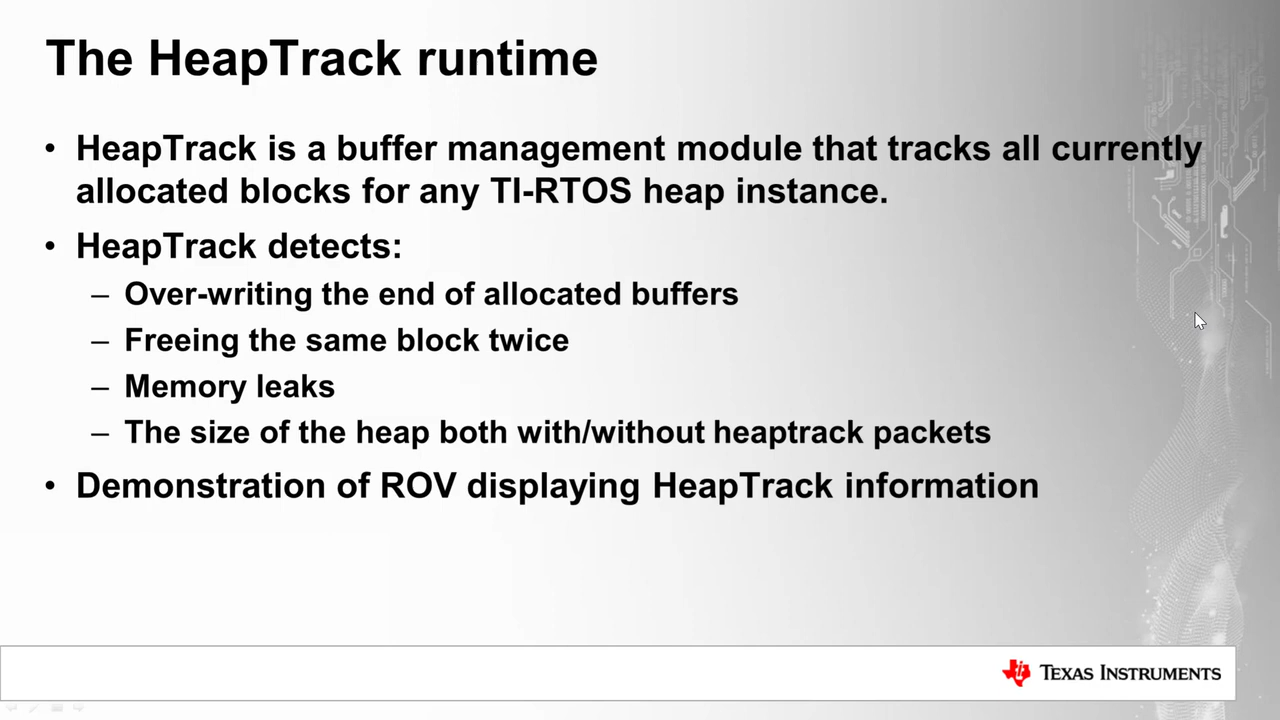 The HeapTrack runtime
• HeapTrack is a buffer management module that tracks all currently
allocated blocks for any TI-RTOS heap instance.
• HeapTrack detects:
– Over-writing the end of allocated buffers
– Freeing the same block twice
– Memory leaks
– The size of the heap both with/without heaptrack packets
• Demonstration of ROV displaying HeapTrack information
TEXAS INSTRUMENTS